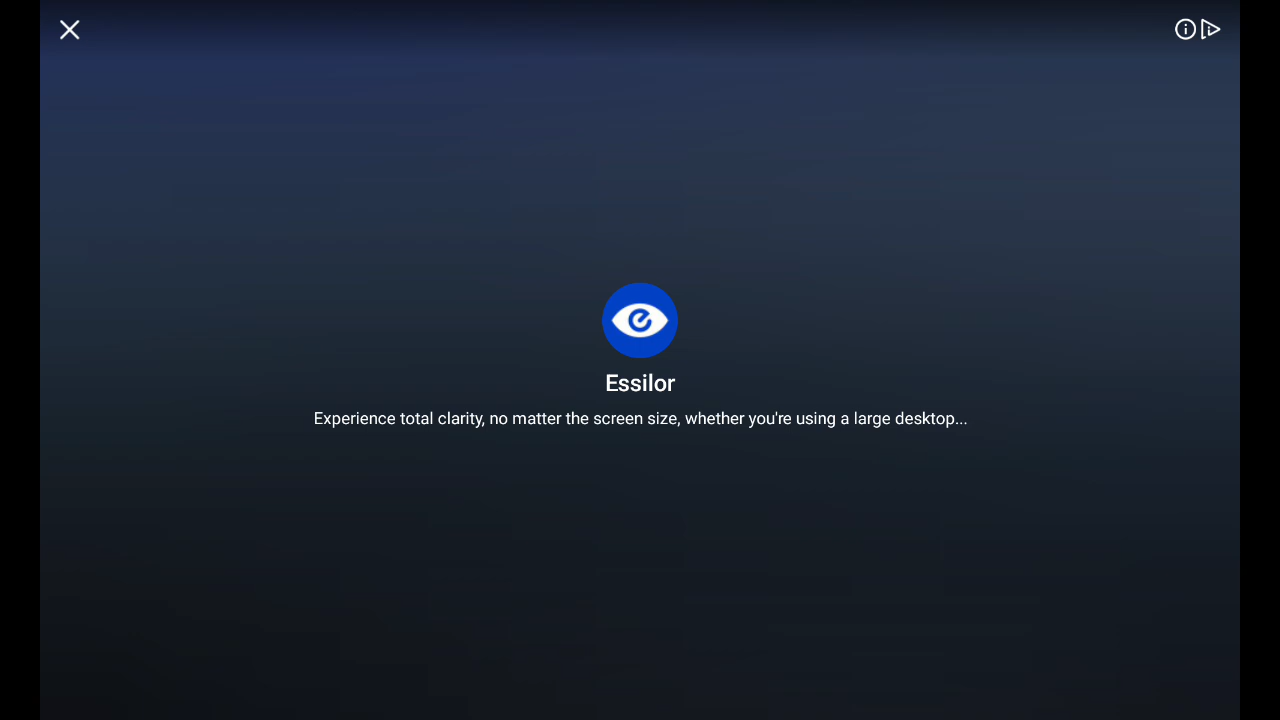 Essilor
Experience total clarity, no matter the screen size, whether you're using a large desktop...